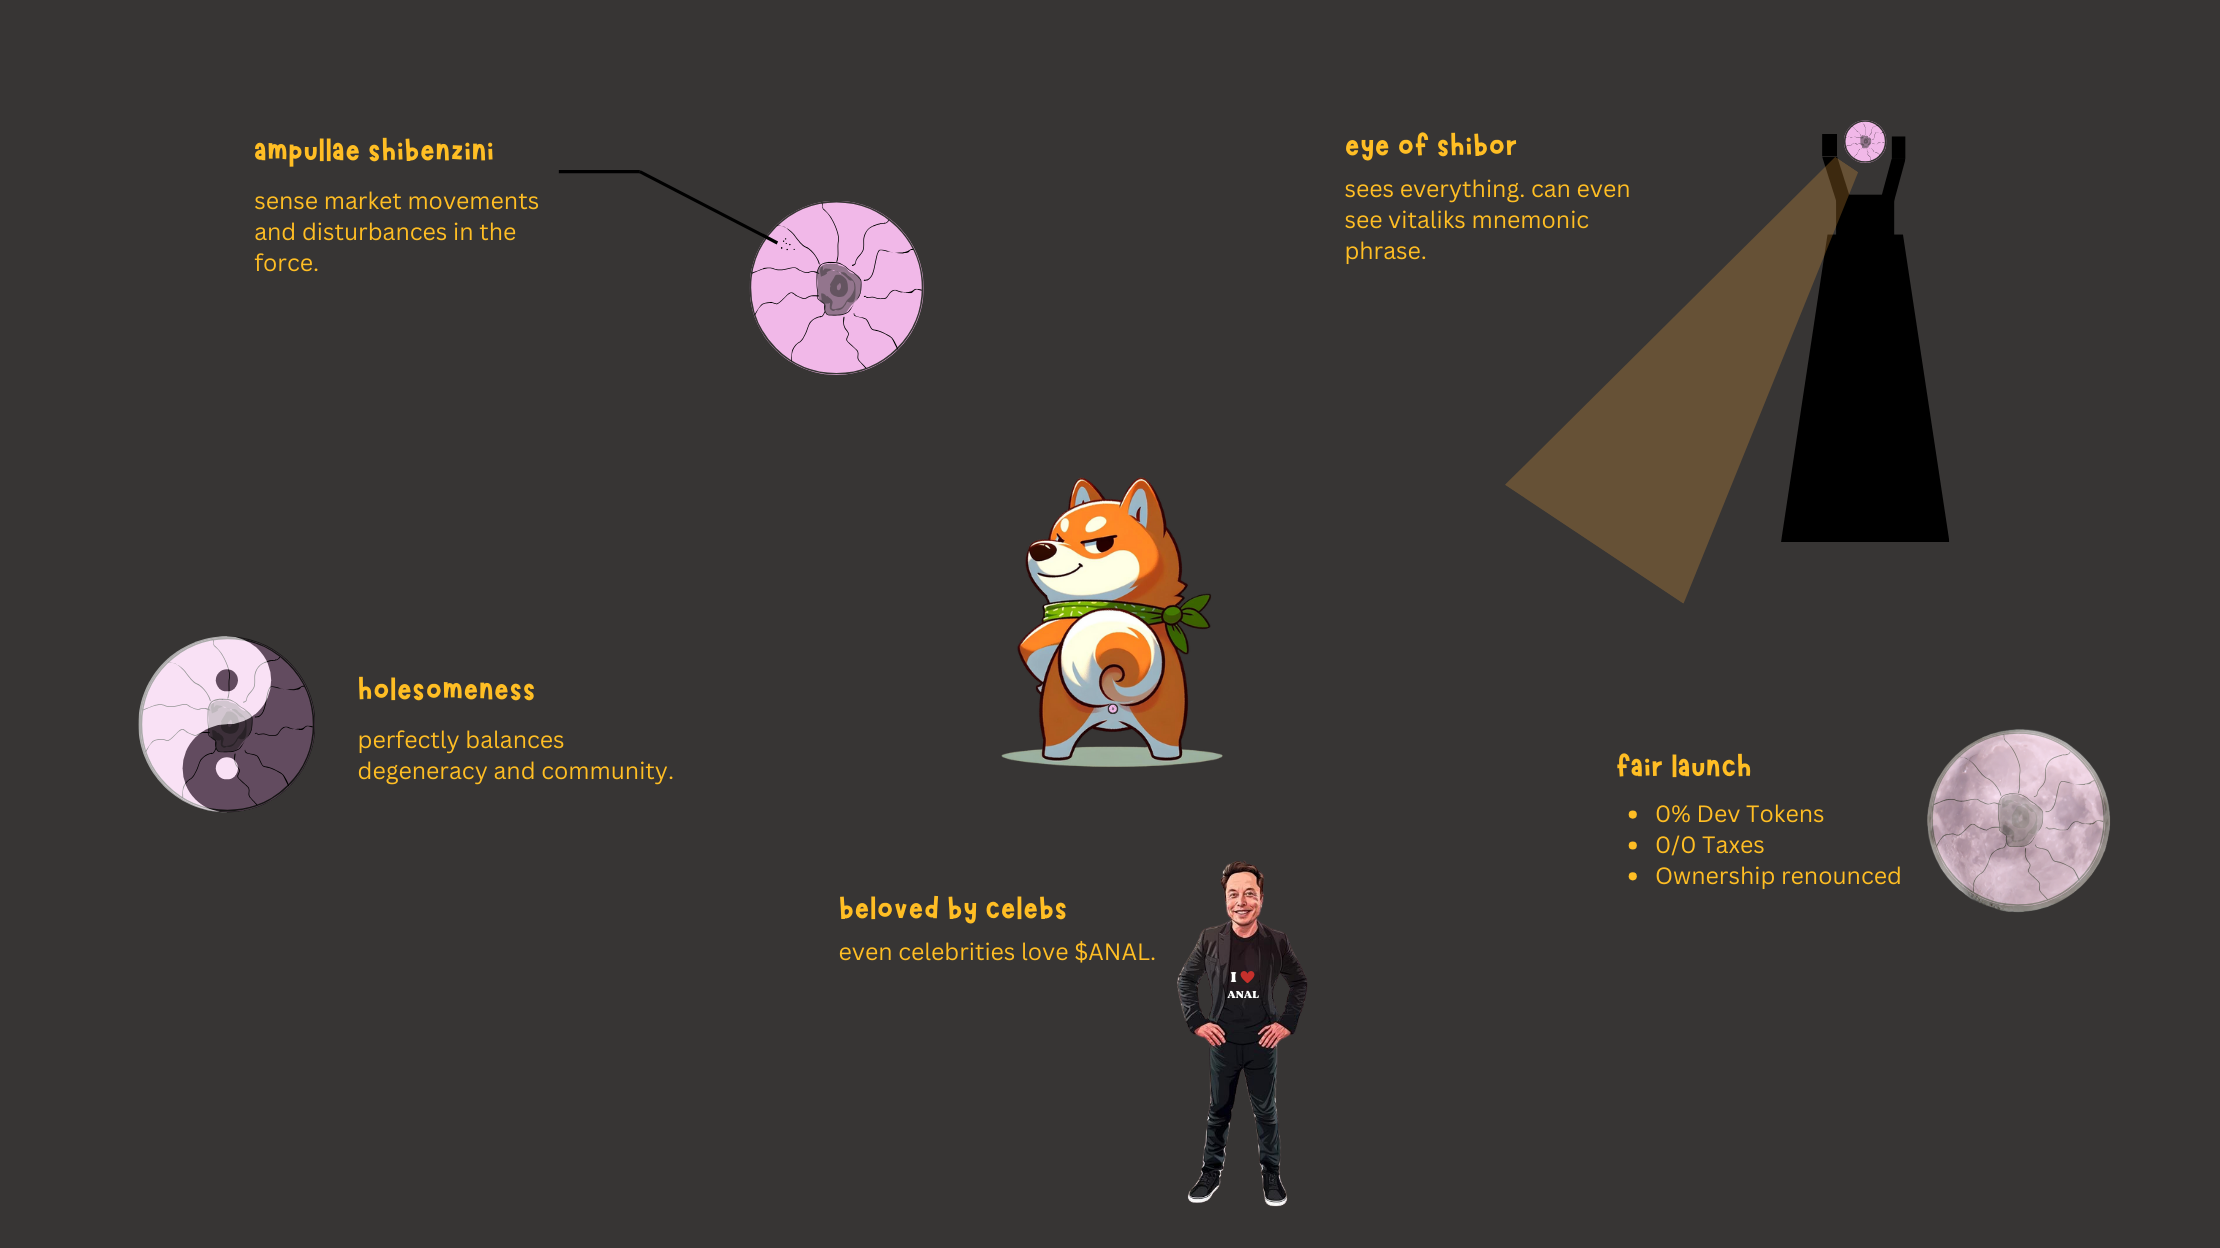 ampullae shibenzini
sense market movements
and disturbances in the
force.
eye of shibor
sees everything. can even
see vitaliks mnemonic
phrase.
holesomeness
perfectly balances
degeneracy and community.
fair launch
• 0% Dev Tokens
• 0/0 Taxes
• Ownership renounced
beloved by celebs
even celebrities love $ANAL.
I ❤
ANAL